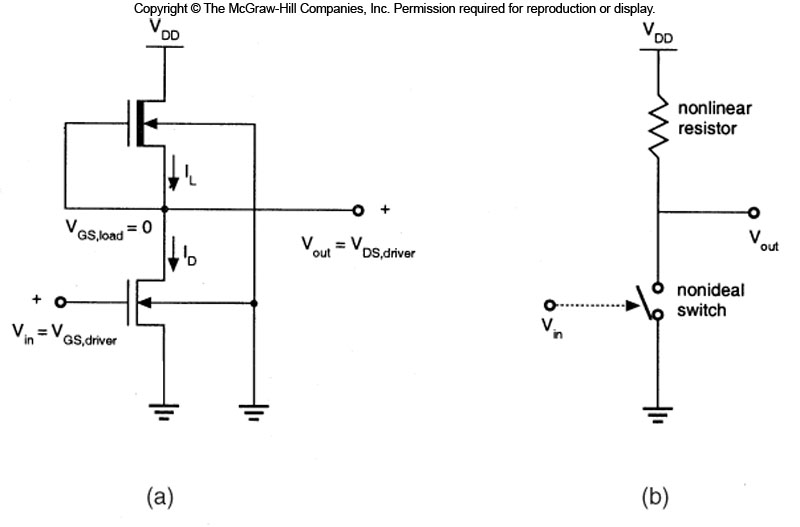 Copyright © The McGraw-Hill Companies, Inc. Permission required for reproduction or display.
VDD
IL
VGS,load = 0
ID
+
Vout = VDS,driver
+
Vin = VGS,driver
(a)
VDD
nonlinear
resistor
Vout
nonideal
switch
Vin
(b)